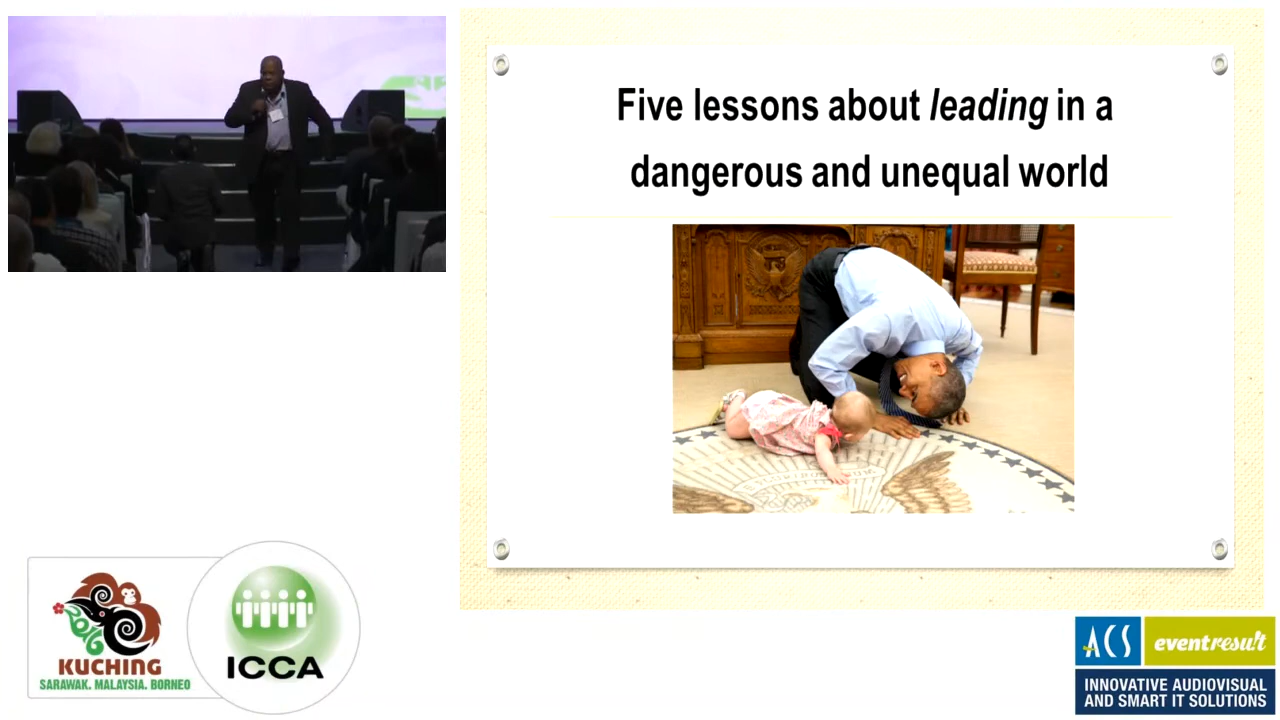 Five lessons about leading in a
dangerous and unequal world
2016
KUCHING
SARAWAK. MALAYSIA. BORNEO
ICCA
ACS
eventresult
INNOVATIVE AUDIOVISUAL
AND SMART IT SOLUTIONS